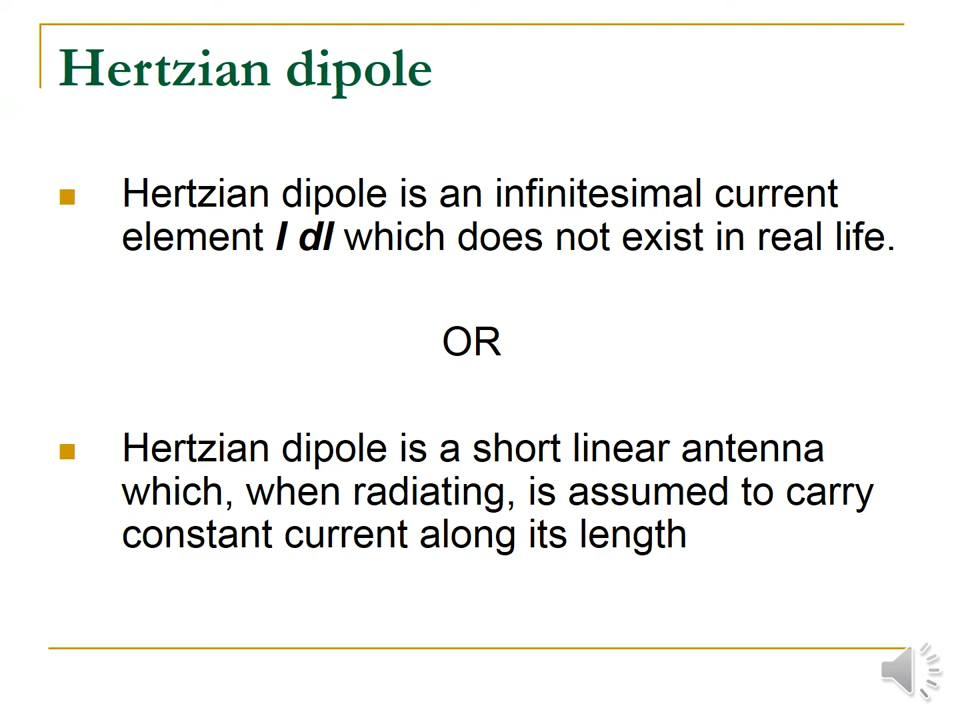 Hertzian dipole
Hertzian dipole is an infinitesimal current
element I dl which does not exist in real life.
OR
Hertzian dipole is a short linear antenna
which, when radiating, is assumed to carry
constant current along its length